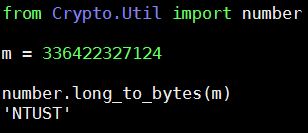 from Crypto.Util import number
m = 336422327124
number.long_to_bytes(m)
'NTUST'